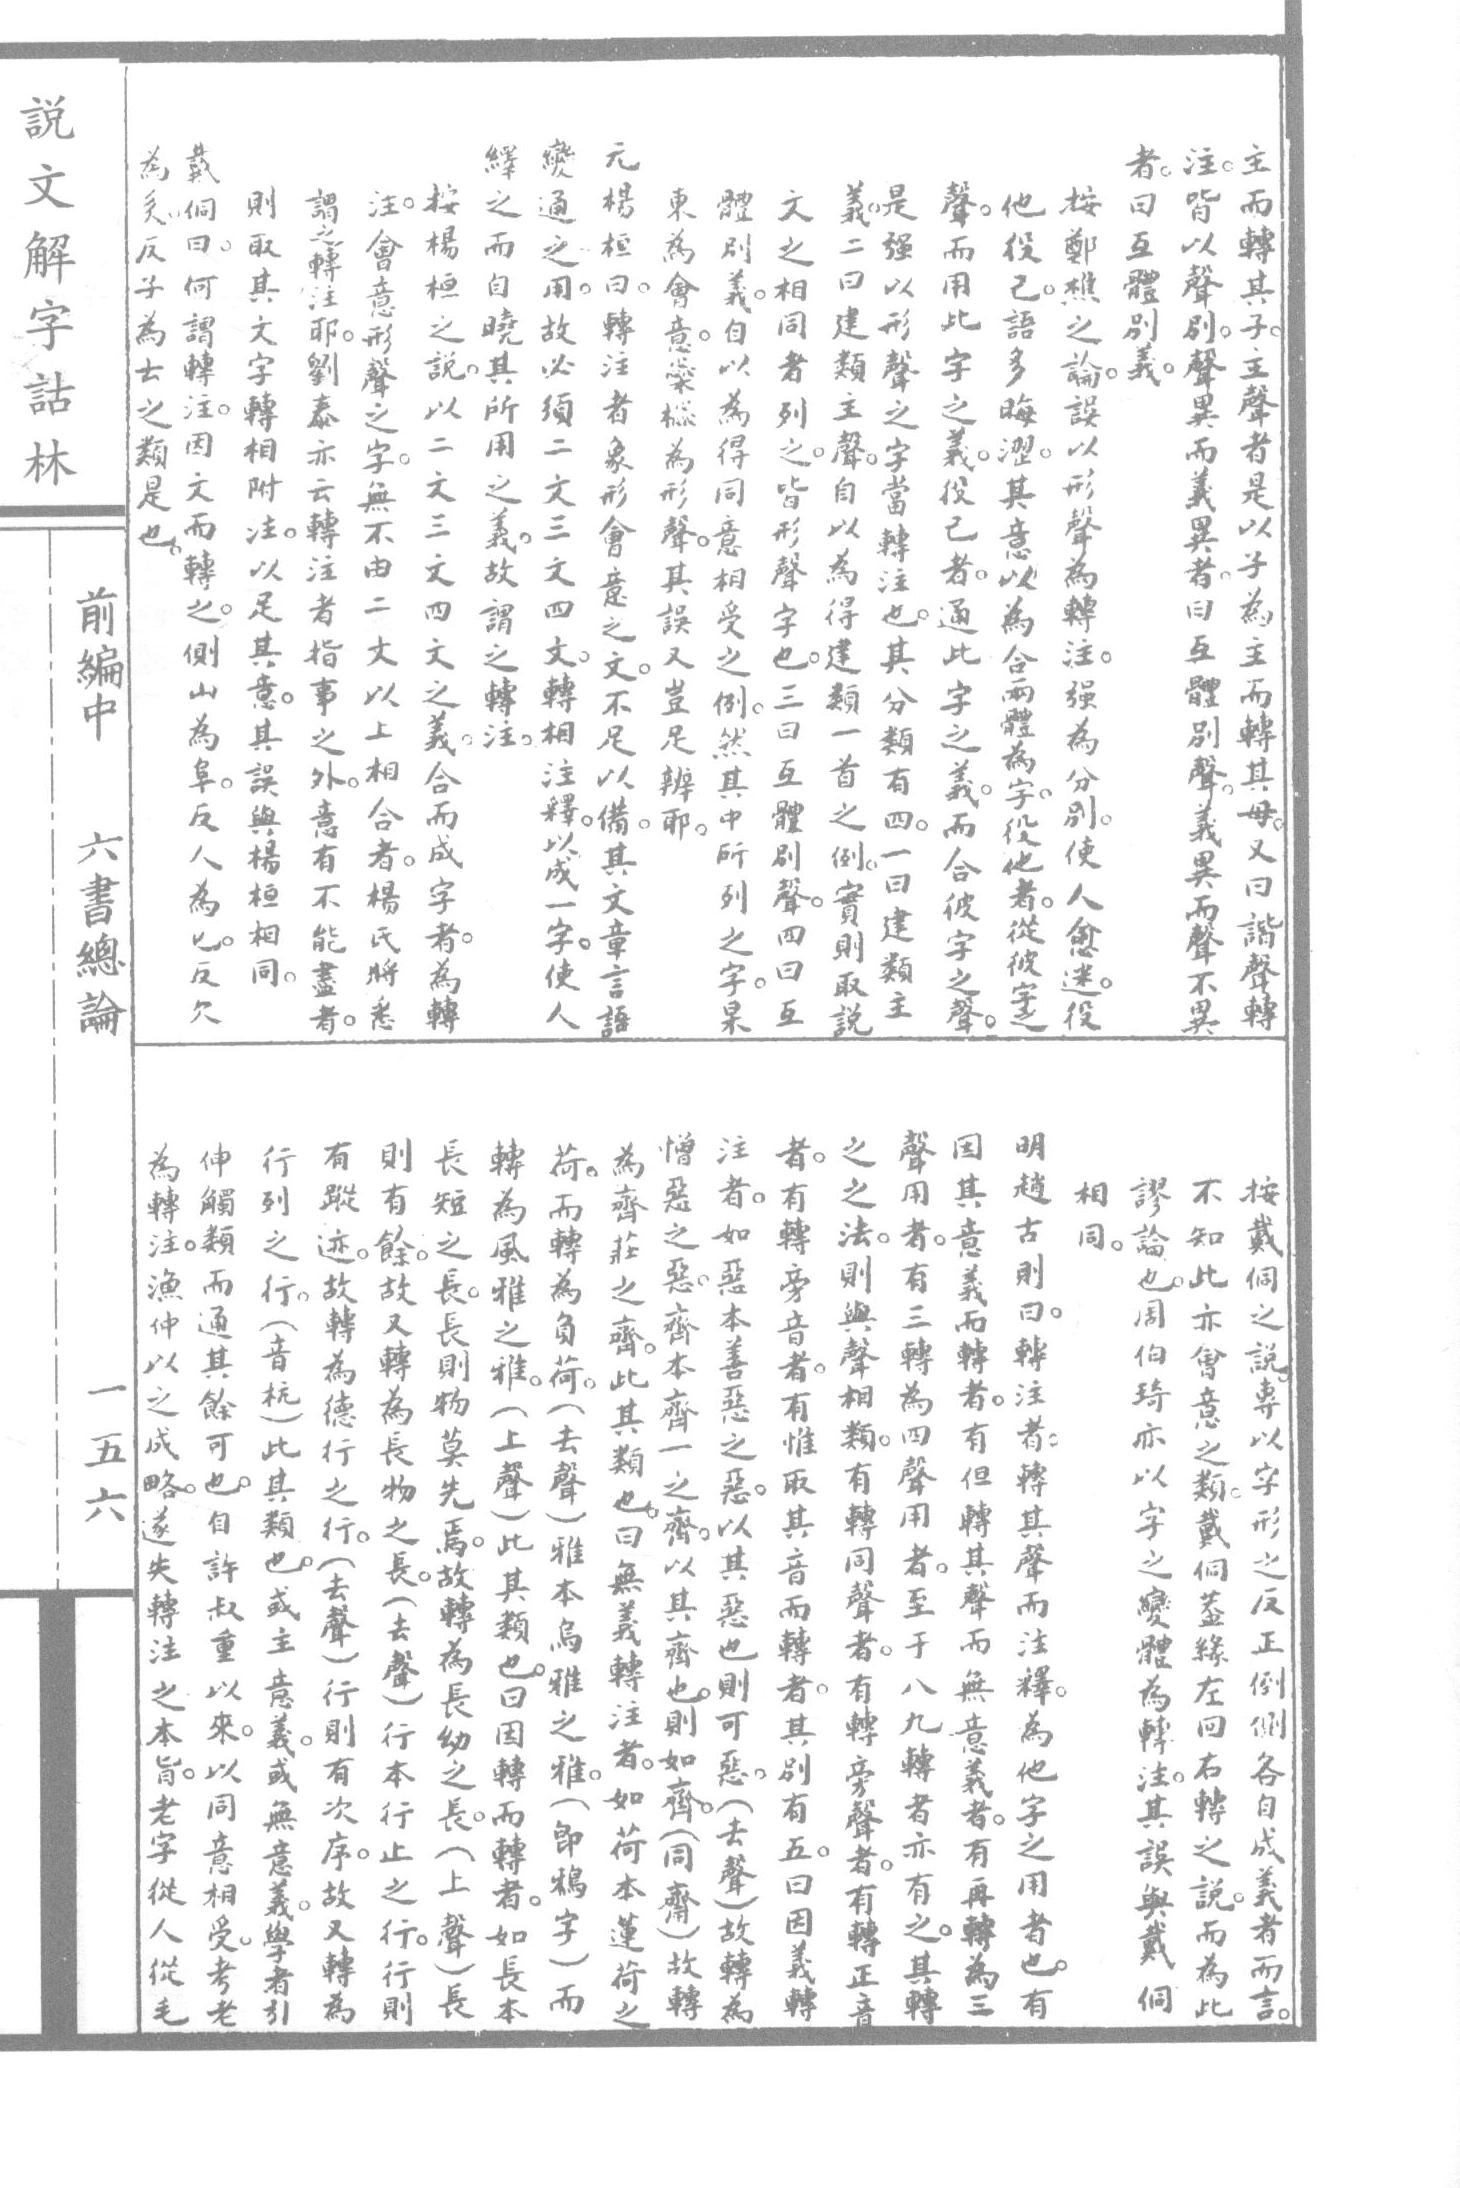 主而轉其子。主聲者是以子為主而轉其母。又曰諧聲轉
注。皆以聲別。聲異而義異者。曰互體別聲。義異而聲不異
者。曰互體別義。
按鄭樵之論。誤以形聲為轉注。強為分別。使人愈迷。役
他役己。語多晦澀。其意以為合兩體為字。役他者。從彼字之
聲。而用此字之義。役己者。通此字之義。而合彼字之聲。
是強以形聲之字當轉注也。其分類有四。一曰建類主
義。二曰建類主聲。自以為得建類一首之例。實則取說
文之相同者列之。皆形聲字也。三曰互體別聲。四曰互
體別義。自以為得同意相受之例。然其中所列之字。杲
東為會意。
為形聲。其誤又豈足辨耶。
元楊桓曰。轉注者象形會意之文。不足以備。其文章言語
變通之用。故必須二文三文四文。轉相注釋。以成一字。使人
繹之而自曉其所用之義。故謂之轉注。
按楊桓之說。以二文三文四文之義。合而成字者。為轉
注。會意形聲之字。無不由二文以上相合者。楊氏將悉
謂之轉注耶。劉泰亦云轉注者指事之外。意有不能盡者。
則取其文字轉相附注。以足其意。其誤與楊桓相同。
戴侗曰。何謂轉注。因文而轉之。側山為阜。反人為匕。反欠
為㒫。反子為𠫓之類是也。
按戴侗之說。專以字形之反正倒側各自成義者而言。
不知此亦會意之類。戴侗蓋緣左回右轉之說。而為此
謬論也。周伯琦亦以字之變體為轉注。其誤與戴侗
相同。
明趙古則曰。轉注者。轉其聲而注釋。為他字之用者也。有
因其意義而轉者。有但轉其聲而無意義者。有再轉為三
聲用者。有三轉為四聲用者。至于八九轉者亦有之。其轉
之之法。則與聲相類。有轉同聲者。有轉旁聲者。有轉正音
者。有轉旁音者。有惟取其音而轉者。其別有五。曰因義轉
注者。如惡本善惡之惡。以其惡也則可惡。（去聲）故轉為
憎惡之惡。齊本齊一之齊。以其齊也。則如齊。（同齋）故轉
為齊莊之齊。此其類也。曰無義轉注者。如荷本蓮荷之
荷。而轉為負荷。（去聲）雅本烏雅之雅。（即鴉字）而
轉為風雅之雅。（上聲）此其類也。曰因轉而轉者。如長本
長短之長。長則物莫先焉。故轉為長幼之長。（上聲）長
則有餘。故又轉為長物之長。（去聲）行本行止之行。行則
有蹤迹。故轉為德行之行。（去聲）行則有次序。故又轉為
行列之行。（音杭）此其類也。或主意義。或無意義。學者引
伸觸類而通其餘可也。自許叔重以來。以同意相受。考老
為轉注。漁仲以之成略。遂失轉注之本旨。老字從人從毛
說文解字詁林
前編中　六書總論
一五六